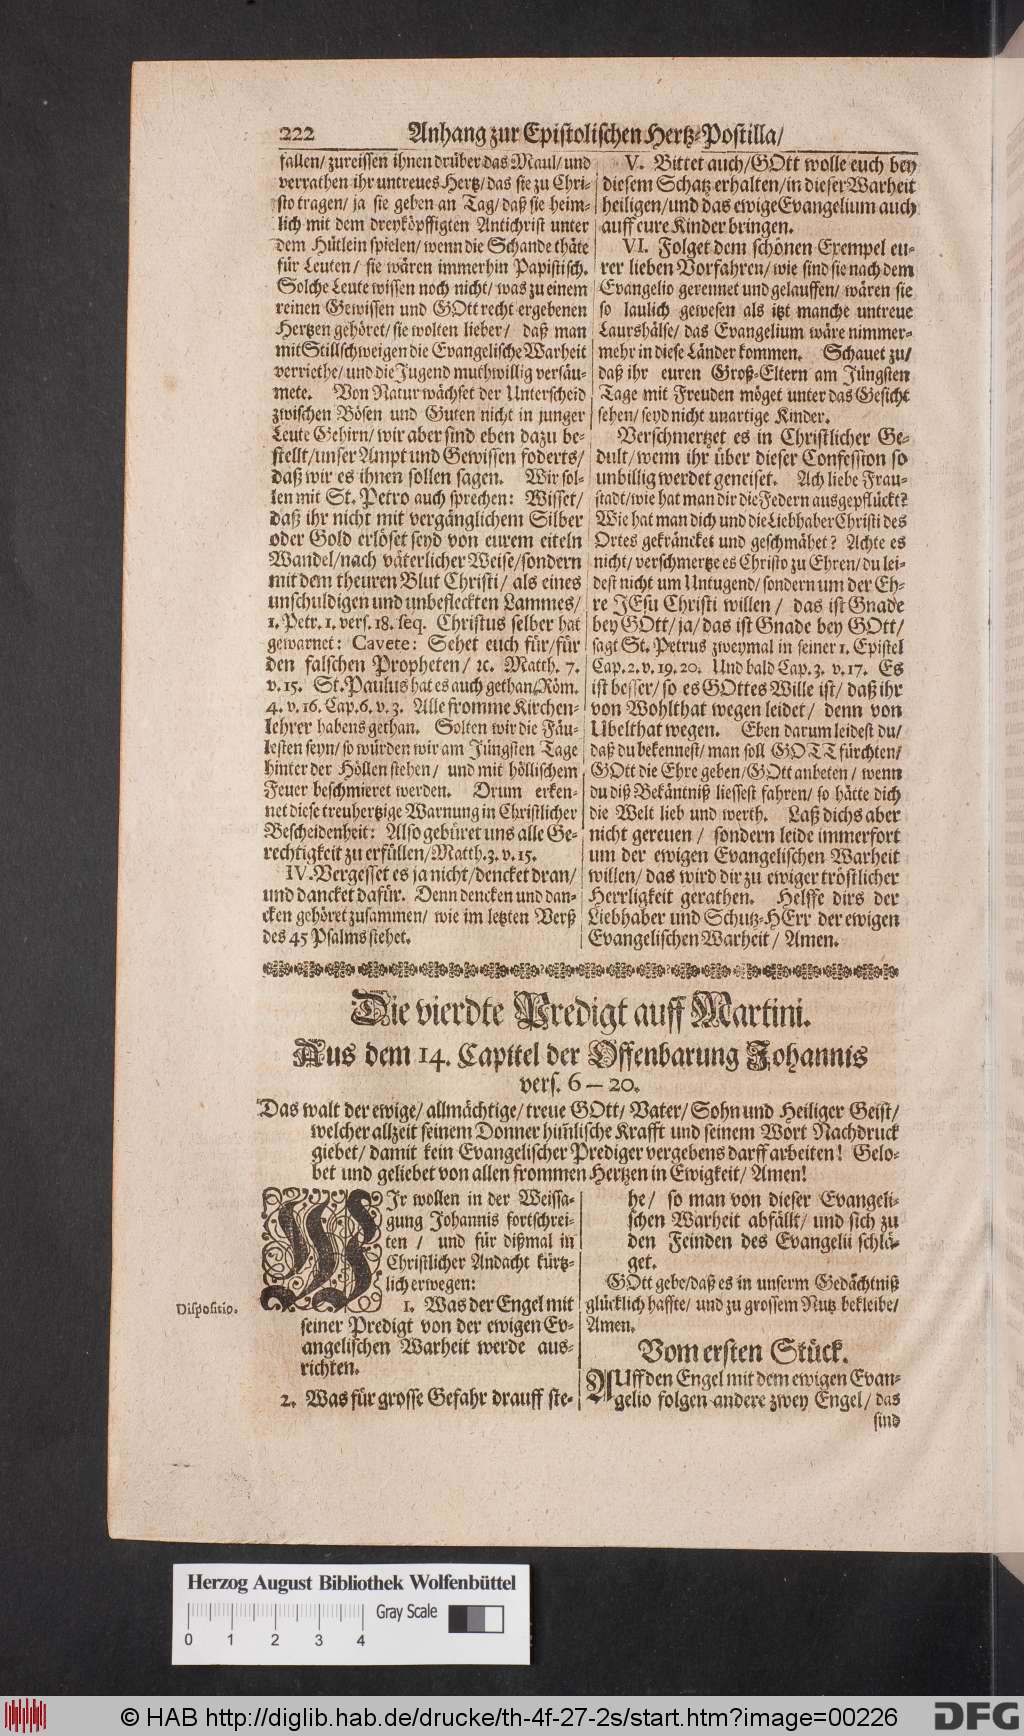 222 Anhang zur Epistolischen Hertz-Postilla/
fallen/ zureissen ihnen drüber das Maul/ und
verrathen ihr untreues Hertz/ das sie zu Chri-
sto tragen/ ja sie geben an Tag/ daß sie heim-
lich mit dem dreyköpffigten Antichrist unter
dem Hütlein spielen/ wenn die Schande thäte
für Leuten/ sie wären immerhin Papistisch.
Solche Leute wissen noch nicht/ was zu einem
reinen Gewissen und GOtt recht ergebenen
Hertzen gehöret/ sie wolten lieber/ daß man
mit Stillschweigen die Evangelische Warheit
verriethe/ und die Jugend muthwillig versäu-
mete. Von Natur wächset der Unterscheid
zwischen Bösen und Guten nicht in junger
Leute Gehirn/ wir aber sind eben dazu be-
stellt/ unser Ampt und Gewissen foderts/
daß wir es ihnen sollen sagen. Wir sol-
len mit St. Petro auch sprechen: Wisset/
daß ihr nicht mit vergänglichem Silber
oder Gold erlöset seyd von eurem eiteln
Wandel/ nach väterlicher Weise/ sondern
mit dem theuren Blut Christi/ als eines
unschuldigen und unbefleckten Lammes/
1. Petr. 1. vers. 18. seq. Christus selber hat
gewarnet: Cavete: Sehet euch für/ für
den falschen Propheten/ ꝛc. Matth. 7.
v. 15. St. Paulus hat es auch gethan/ Röm.
4. v. 16. Cap. 6. v. 3. Alle fromme Kirchen-
lehrer habens gethan. Solten wir die Fäu-
lesten seyn/ so würden wir am Jüngsten Tage
hinter der Höllen stehen/ und mit höllischem
Feuer beschmieret werden. Drum erken-
net diese treuhertzige Warnung in Christlicher
Bescheidenheit: Also gebüret uns alle Ge-
rechtigkeit zu erfüllen/ Matth. 3. v. 15.
IV. Vergesset es ja nicht/ dencket dran/
und dancket dafür. Denn dencken und dan-
cken gehöret zusammen/ wie im letzten Verß
des 45 Psalms stehet.
V. Bittet auch/ GOtt wolle euch bey
diesem Schatz erhalten/ in dieser Warheit
heiligen/ und das ewige Evangelium auch
auff eure Kinder bringen.
VI. Folget dem schönen Exempel eu-
rer lieben Vorfahren/ wie sind sie nach dem
Evangelio gerennet und gelauffen/ wären sie
so laulich gewesen als itzt manche untreue
Laurshälse/ das Evangelium wäre nimmer-
mehr in diese Länder kommen. Schauet zu/
daß ihr euren Groß-Eltern am Jüngsten
Tage mit Freuden möget unter das Gesicht
sehen/ seyd nicht unartige Kinder.
Verschmertzet es in Christlicher Ge-
dult/ wenn ihr über dieser Confession so
unbillig werdet geneiset. Ach liebe Frau-
stadt/ wie hat man dir die Federn ausgepflückt?
Wie hat man dich und die Liebhaber Christi des
Ortes gekräncket und geschmähet? Achte es
nicht/ verschmertze es Christo zu Ehren/ du lei-
dest nicht um Untugend/ sondern um der Eh-
re JEsu Christi willen/ das ist Gnade
bey GOtt/ ja/ das ist Gnade bey GOtt/
sagt St. Petrus zweymal in seiner 1. Epistel
Cap. 2. v. 19. 20. Und bald Cap. 3. v. 17. Es
ist besser/ so es GOttes Wille ist/ daß ihr
von Wohlthat wegen leidet/ denn von
Ubelthat wegen. Eben darum leidest du/
daß du bekennest/ man soll GOTT fürchten/
GOtt die Ehre geben/ GOtt anbeten/ wenn
du diß Bekäntniß liessest fahren/ so hätte dich
die Welt lieb und werth. Laß dichs aber
nicht gereuen/ sondern leide immerfort
um der ewigen Evangelischen Warheit
willen/ das wird dir zu ewiger tröstlicher
Herrligkeit gerathen. Helffe dirs der
Liebhaber und Schutz-HErr der ewigen
Evangelischen Warheit/ Amen.
Die vierdte Predigt auff Martini.
Aus dem 14. Capitel der Offenbarung Johannis
vers. 6 — 20.
Das walt der ewige/ allmächtige/ treue GOtt/ Vater/ Sohn und Heiliger Geist/
welcher allzeit seinem Donner him̃lische Krafft und seinem Wort Nachdruck
giebet/ damit kein Evangelischer Prediger vergebens darff arbeiten! Gelo-
bet und geliebet von allen frommen Hertzen in Ewigkeit/ Amen!
WIr wollen in der Weissa-
gung Johannis fortschrei-
ten/ und für dißmal in
Christlicher Andacht kürtz-
lich erwegen:
Dispositio.
1. Was der Engel mit
seiner Predigt von der ewigen Ev-
angelischen Warheit werde aus-
richten.
2. Was für grosse Gefahr drauff ste-
he/ so man von dieser Evangeli-
schen Warheit abfällt/ und sich zu
den Feinden des Evangelii schlä-
get.
GOtt gebe/ daß es in unserm Gedächtniß
glücklich haffte/ und zu grossem Nutz bekleibe/
Amen.
Vom ersten Stück.
AUff den Engel mit dem ewigen Evan-
gelio folgen andere zwey Engel/ das
sind
Herzog August Bibliothek Wolfenbüttel
Gray Scale
0 1 2 3 4
© HAB http://diglib.hab.de/drucke/th-4f-27-2s/start.htm?image=00226
DFG